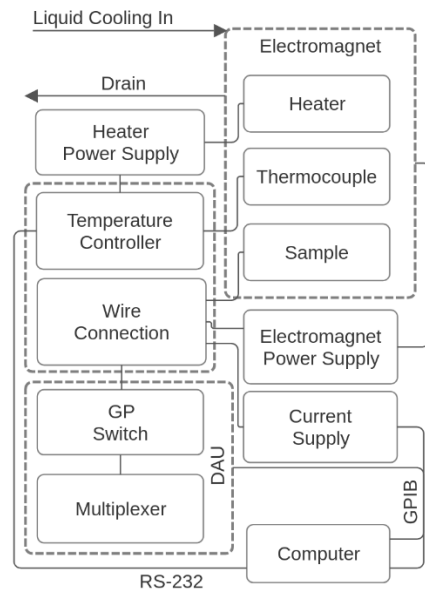 Liquid Cooling In
Electromagnet
Drain
Heater
Heater
Power Supply
Thermocouple
Temperature
Controller
Sample
Wire
Connection
Electromagnet
Power Supply
GP
Switch
Current
Supply
DAU
GPIB
Multiplexer
Computer
RS-232